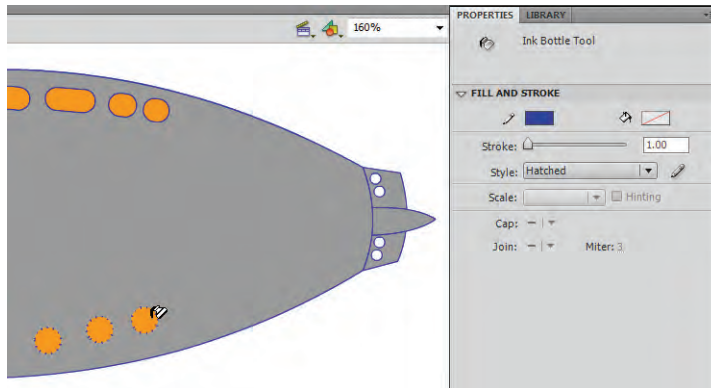 160%
PROPERTIES LIBRARY
Ink Bottle Tool
FILL AND STROKE
Stroke: 1.00
Style: Hatched
Scale: Hinting
Cap:
Join: Miter: 3